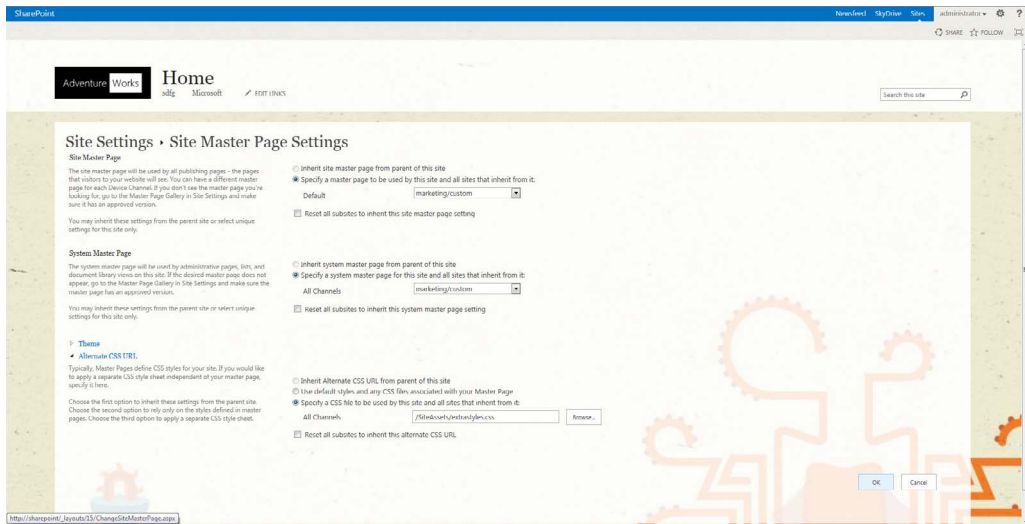 SharePoint
Newsfeed SkyDrive Sites administrator ?
SHARE FOLLOW
Adventure Works
Home
sdfg Microsoft EDIT LINKS
Search this site
Site Settings › Site Master Page Settings
Site Master Page
The site master page will be used by all publishing pages - the pages
that visitors to your website will see. You can have a different master
page for each Device Channel. If you don't see the master page you're
looking for, go to the Master Page Gallery in Site Settings and make
sure it has an approved version.
You may inherit these settings from the parent site or select unique
settings for this site only.
Inherit site master page from parent of this site
Specify a master page to be used by this site and all sites that inherit from it:
Default marketing/custom
Reset all subsites to inherit this site master page setting
System Master Page
The system master page will be used by administrative pages, lists, and
document library views on this site. If the desired master page does not
appear, go to the Master Page Gallery in Site Settings and make sure the
master page has an approved version.
You may inherit these settings from the parent site or select unique
settings for this site only.
Inherit system master page from parent of this site
Specify a system master page for this site and all sites that inherit from it:
All Channels marketing/custom
Reset all subsites to inherit this system master page setting
Theme
Alternate CSS URL
Typically, Master Pages define CSS styles for your site. If you would like
to apply a separate CSS style sheet independent of your master page,
specify it here.
Choose the first option to inherit these settings from the parent site.
Choose the second option to rely only on the styles defined in master
pages. Choose the third option to apply a separate CSS style sheet.
Inherit Alternate CSS URL from parent of this site
Use default styles and any CSS files associated with your Master Page
Specify a CSS file to be used by this site and all sites that inherit from it:
All Channels /SiteAssets/extrastyles.css Browse...
Reset all subsites to inherit this alternate CSS URL
OK Cancel
http://sharepoint/_layouts/15/ChangeSiteMasterPage.aspx